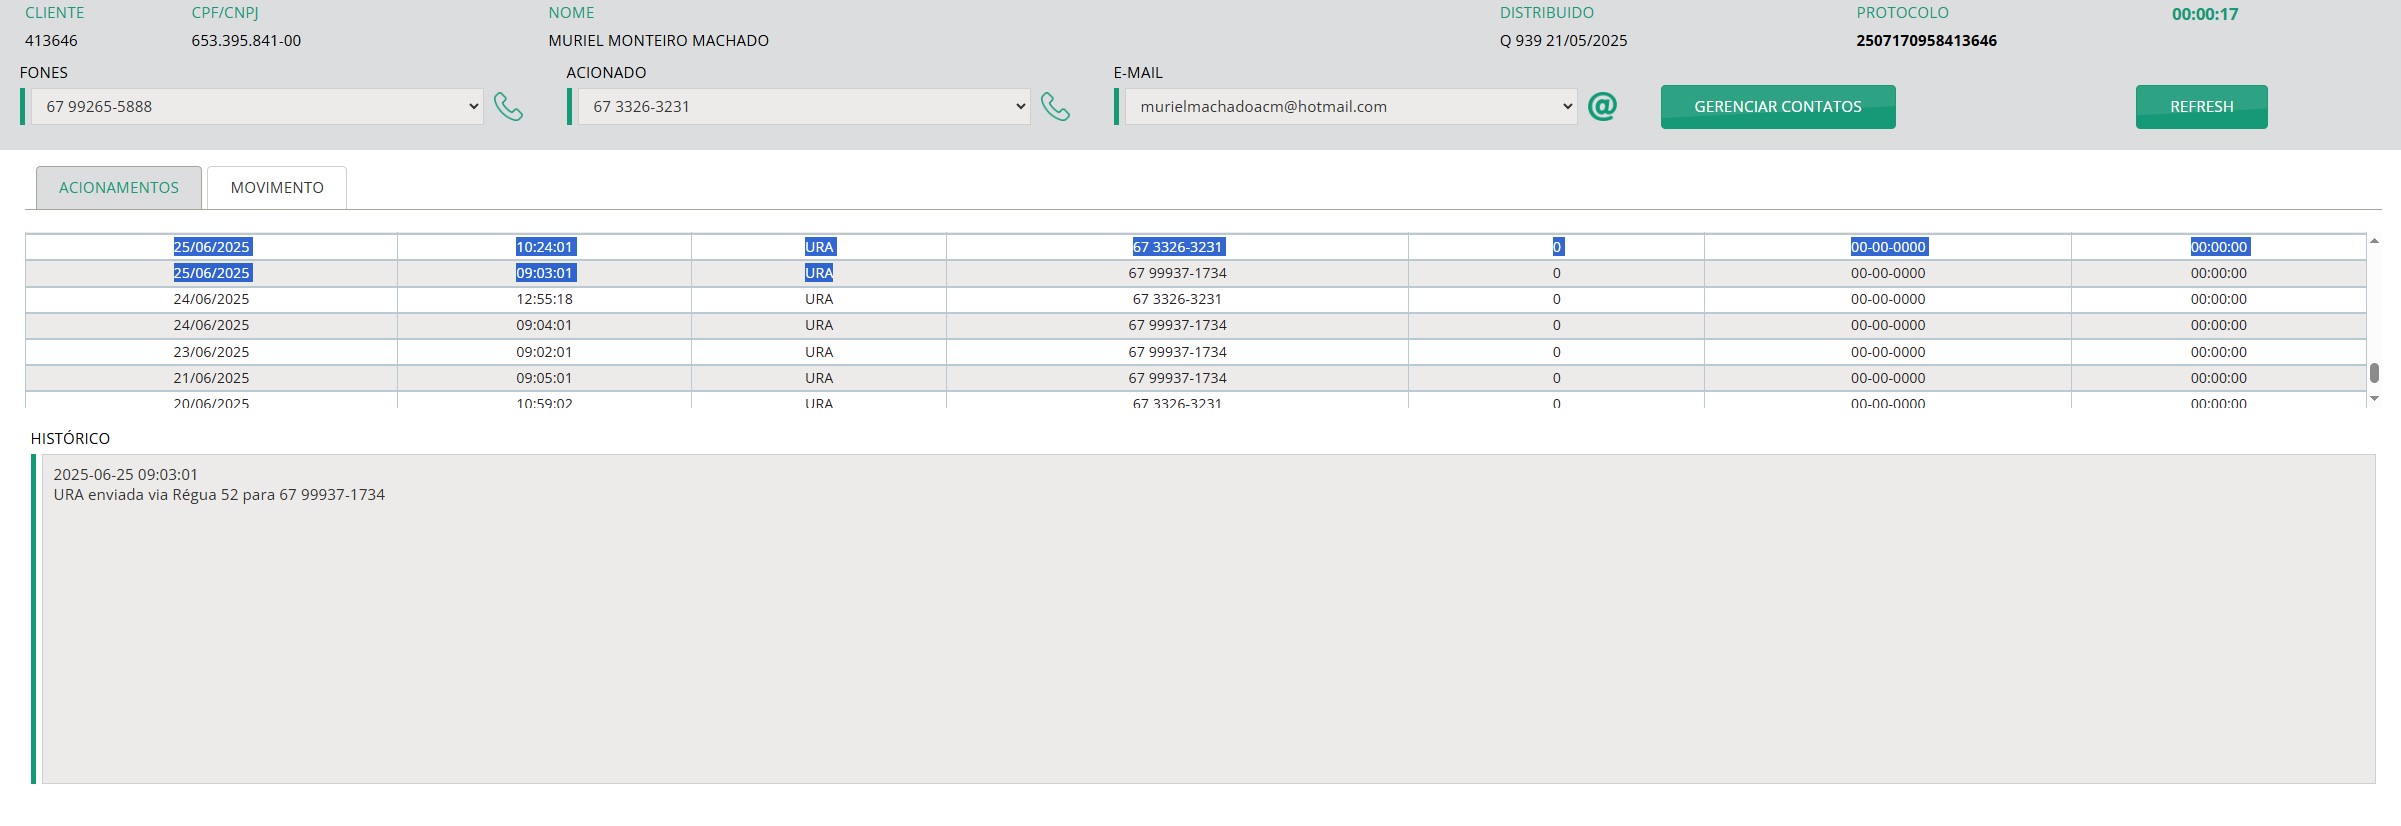 CLIENTE CPF/CNPJ NOME DISTRIBUIDO PROTOCOLO 00:00:17
413646 653.395.841-00 MURIEL MONTEIRO MACHADO Q 939 21/05/2025 2507170958413646
FONES ACIONADO E-MAIL
67 99265-5888 67 3326-3231 murielmachadoacm@hotmail.com @ GERENCIAR CONTATOS REFRESH
ACIONAMENTOS MOVIMENTO
25/06/2025 10:24:01 URA 67 3326-3231 0 00-00-0000 00:00:00
25/06/2025 09:03:01 URA 67 99937-1734 0 00-00-0000 00:00:00
24/06/2025 12:55:18 URA 67 3326-3231 0 00-00-0000 00:00:00
24/06/2025 09:04:01 URA 67 99937-1734 0 00-00-0000 00:00:00
23/06/2025 09:02:01 URA 67 99937-1734 0 00-00-0000 00:00:00
21/06/2025 09:05:01 URA 67 99937-1734 0 00-00-0000 00:00:00
20/06/2025 10:59:02 URA 67 3326-3231 0 00-00-0000 00:00:00
HISTÓRICO
2025-06-25 09:03:01
URA enviada via Régua 52 para 67 99937-1734